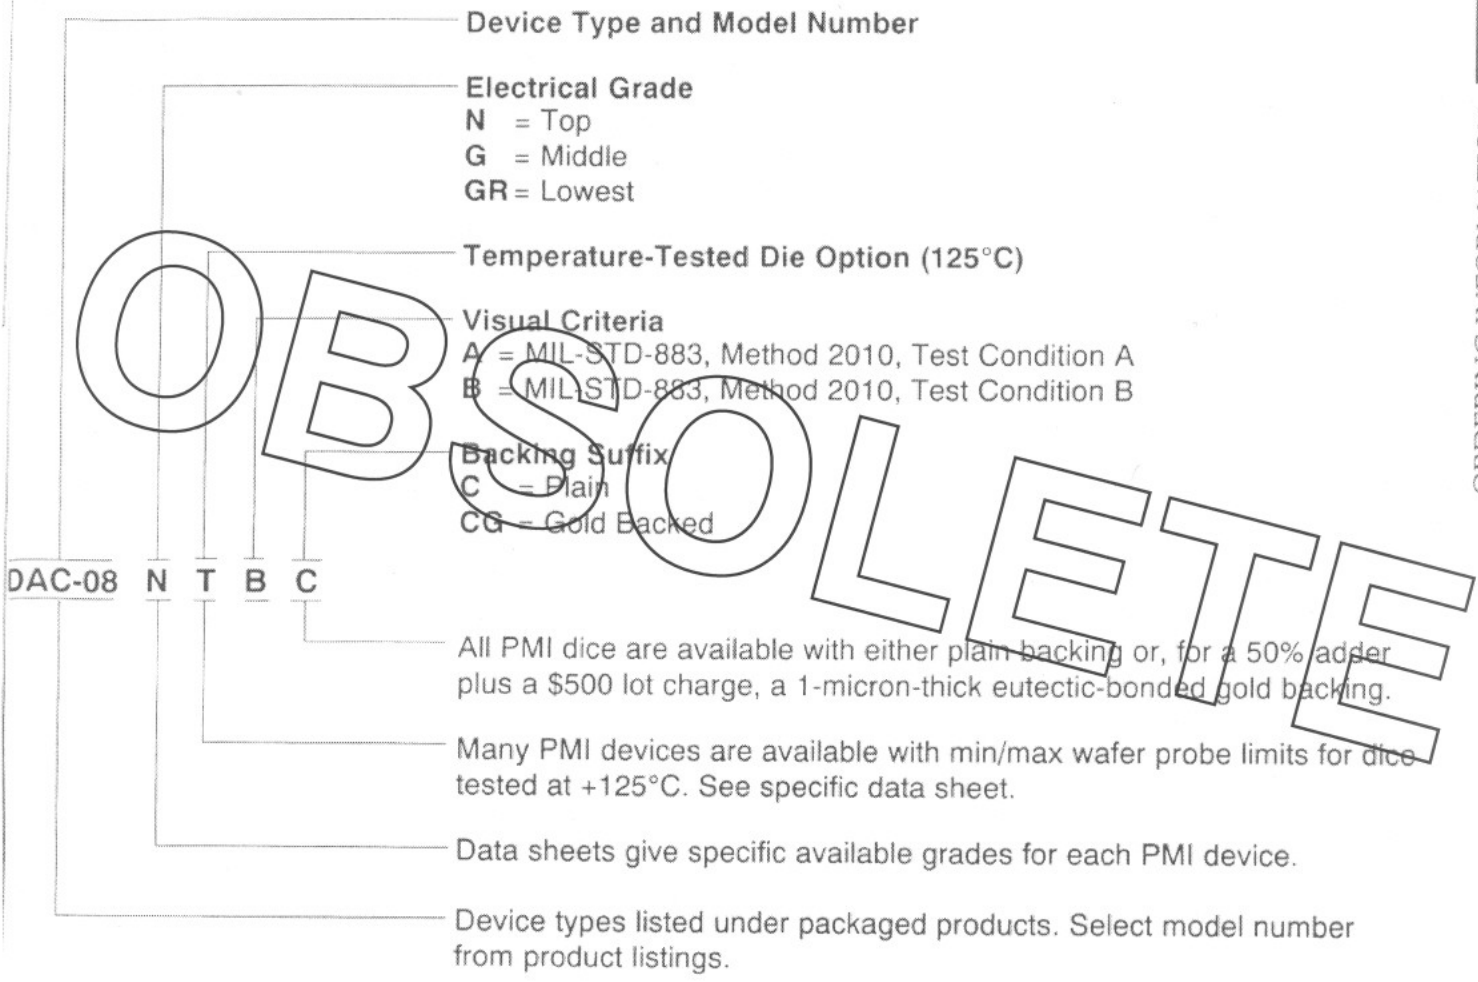 Device Type and Model Number
Electrical Grade
N = Top
G = Middle
GR = Lowest
Temperature-Tested Die Option (125°C)
Visual Criteria
A = MIL-STD-883, Method 2010, Test Condition A
B = MIL-STD-883, Method 2010, Test Condition B
Backing Suffix
C = Plain
CG = Gold Backed
DAC-08 N T B C
All PMI dice are available with either plain backing or, for a 50% adder
plus a $500 lot charge, a 1-micron-thick eutectic-bonded gold backing.
Many PMI devices are available with min/max wafer probe limits for dice
tested at +125°C. See specific data sheet.
Data sheets give specific available grades for each PMI device.
Device types listed under packaged products. Select model number
from product listings.
OBSOLETE